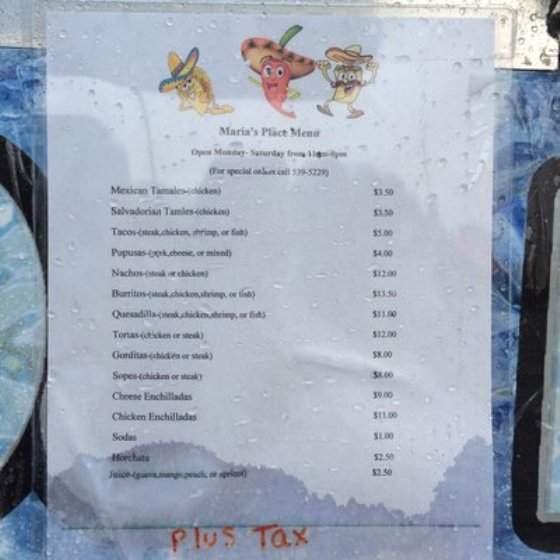 Maria's Place Menu
Open Monday- Saturday from 11am-8pm
(For special orders call 539-5229)
Mexican Tamales-(chicken) $3.50
Salvadorian Tamles-(chicken) $3.50
Tacos-(steak,chicken, shrimp, or fish) $5.00
Pupusas-(pork,cheese, or mixed) $4.00
Nachos-(steak or chicken) $12.00
Burritos-(steak,chicken,shrimp, or fish) $13.50
Quesadilla-(steak,chicken,shrimp, or fish) $11.00
Tortas-(chicken or steak) $12.00
Gorditas-(chicken or steak) $8.00
Sopes-(chicken or steak) $8.00
Cheese Enchilladas $9.00
Chicken Enchilladas $11.00
Sodas $1.00
Horchata $2.50
Juice-(guava,mango,peach, or apricot) $2.50
Plus Tax